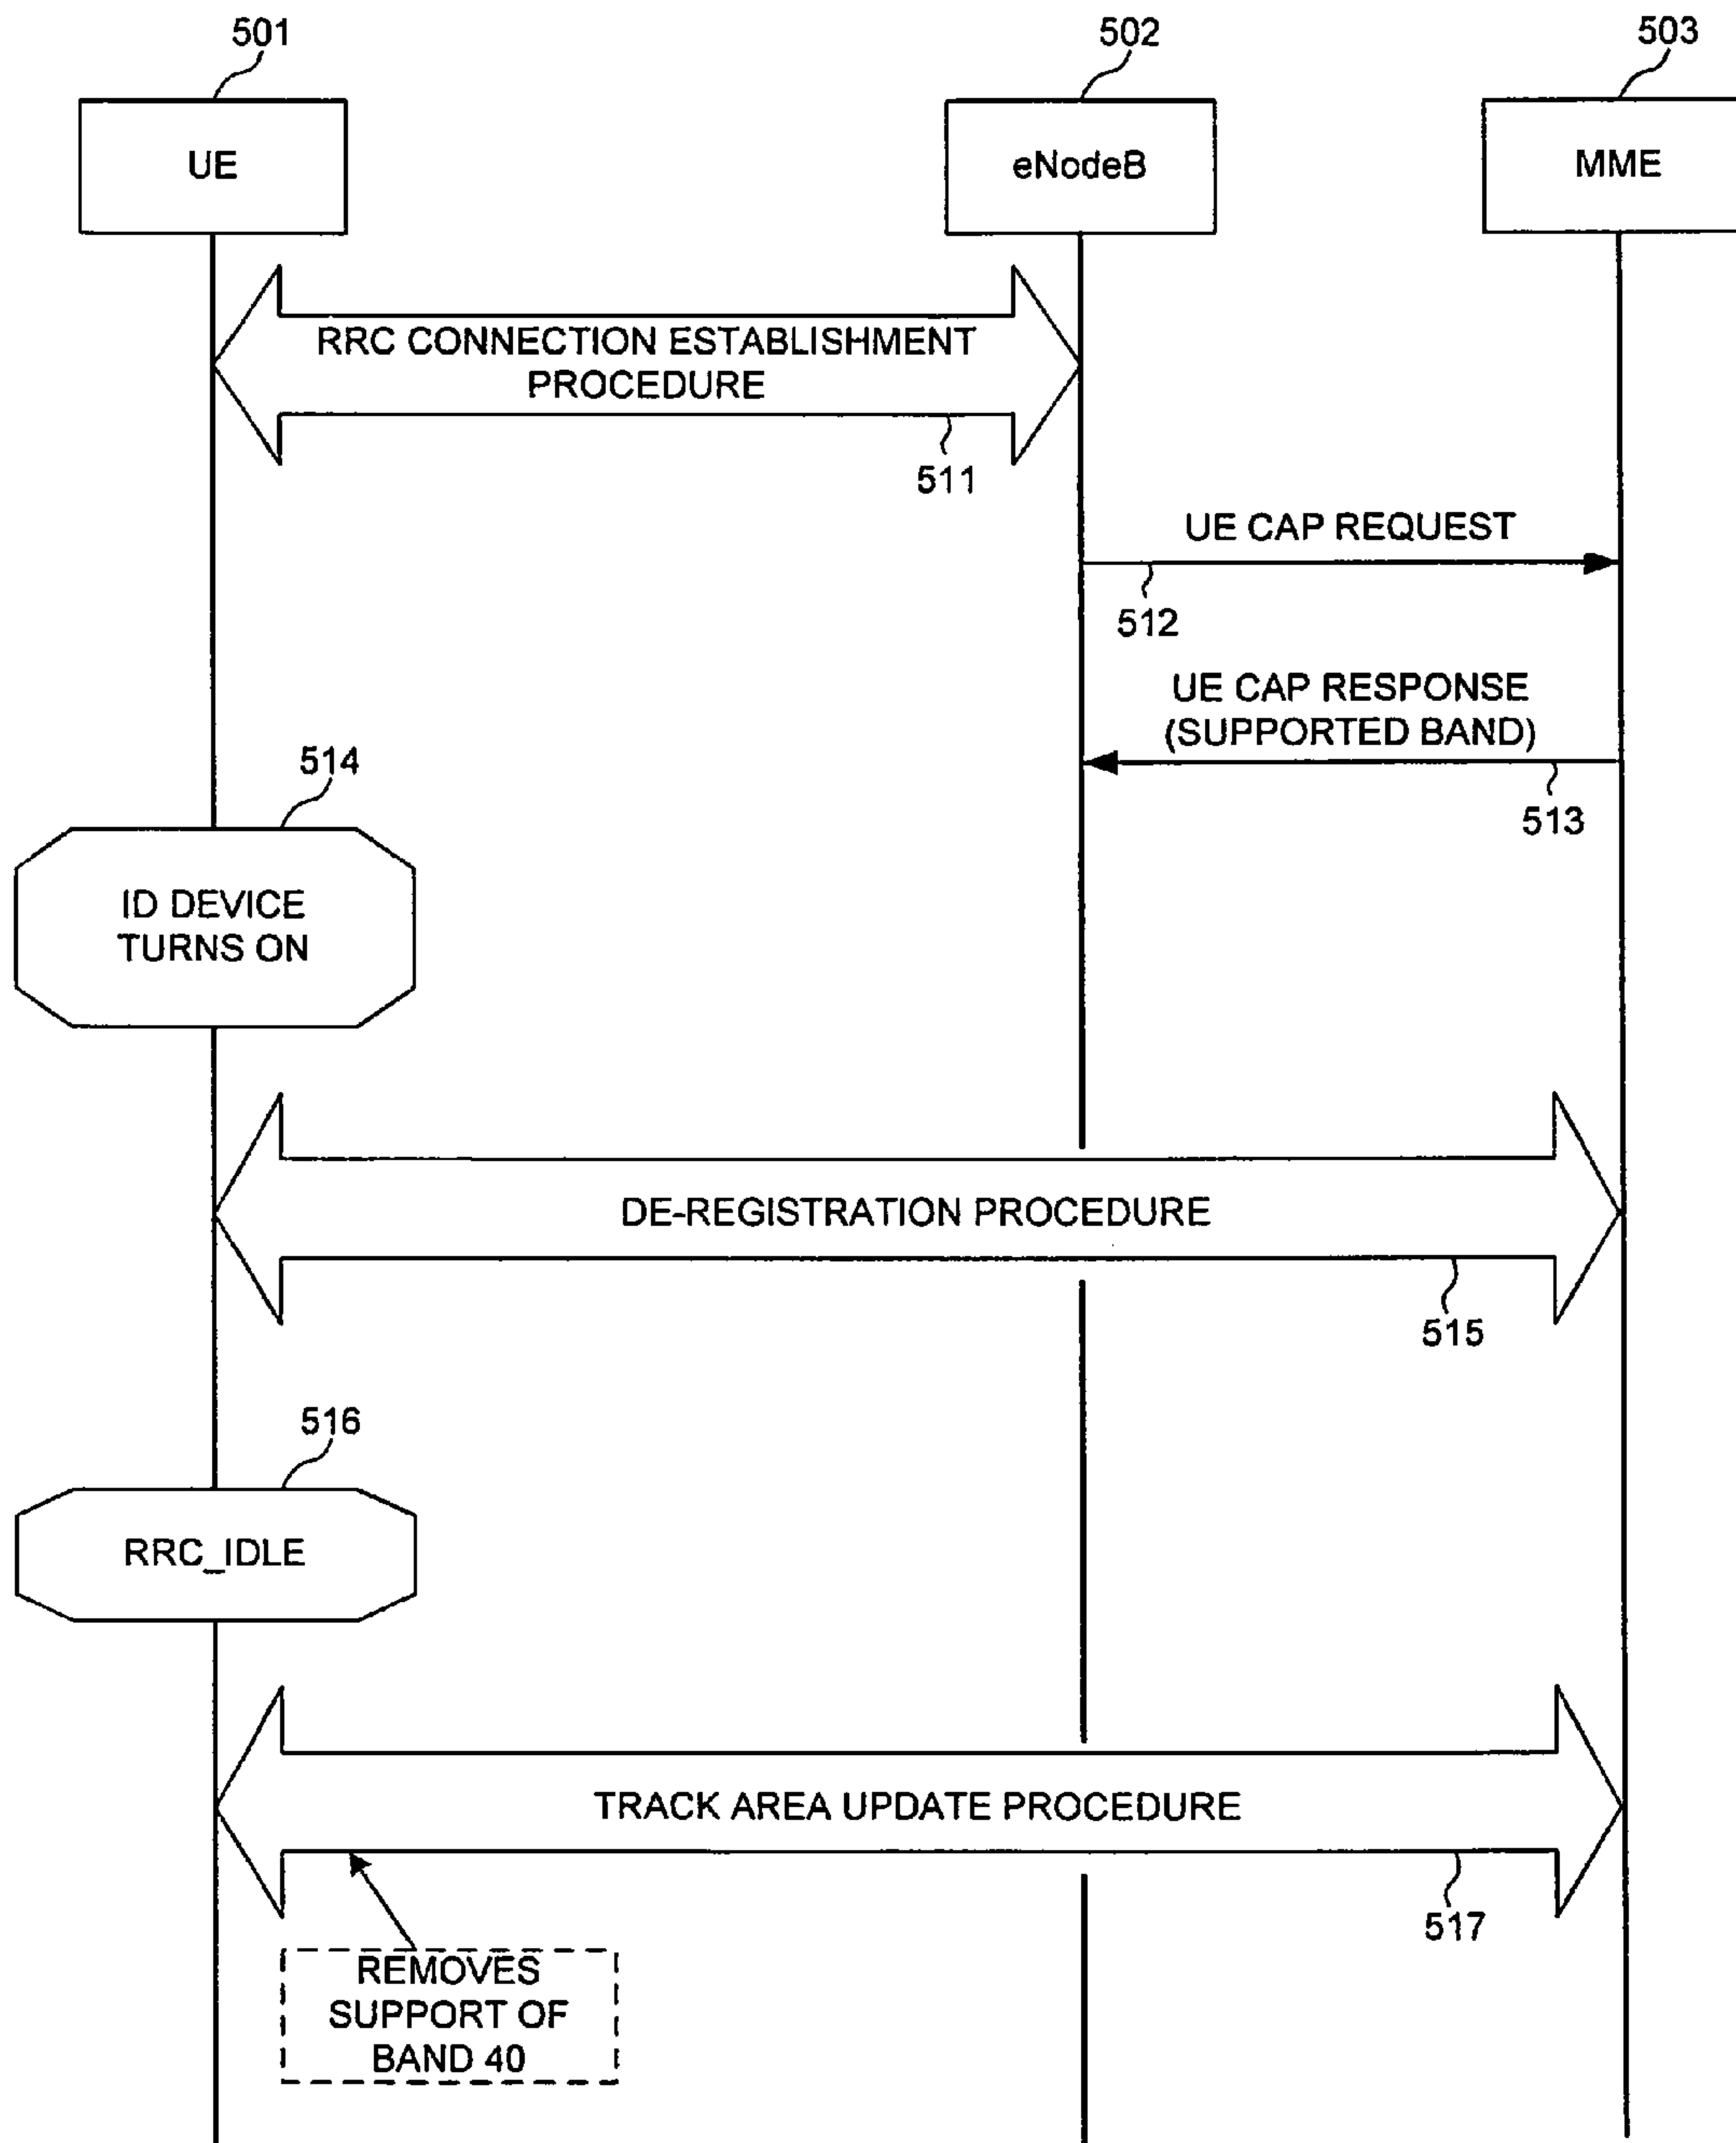 501
502
503
UE
eNodeB
MME
RRC CONNECTION ESTABLISHMENT
PROCEDURE
511
UE CAP REQUEST
512
UE CAP RESPONSE
(SUPPORTED BAND)
513
514
ID DEVICE
TURNS ON
DE-REGISTRATION PROCEDURE
515
516
RRC_IDLE
TRACK AREA UPDATE PROCEDURE
517
REMOVES
SUPPORT OF
BAND 40